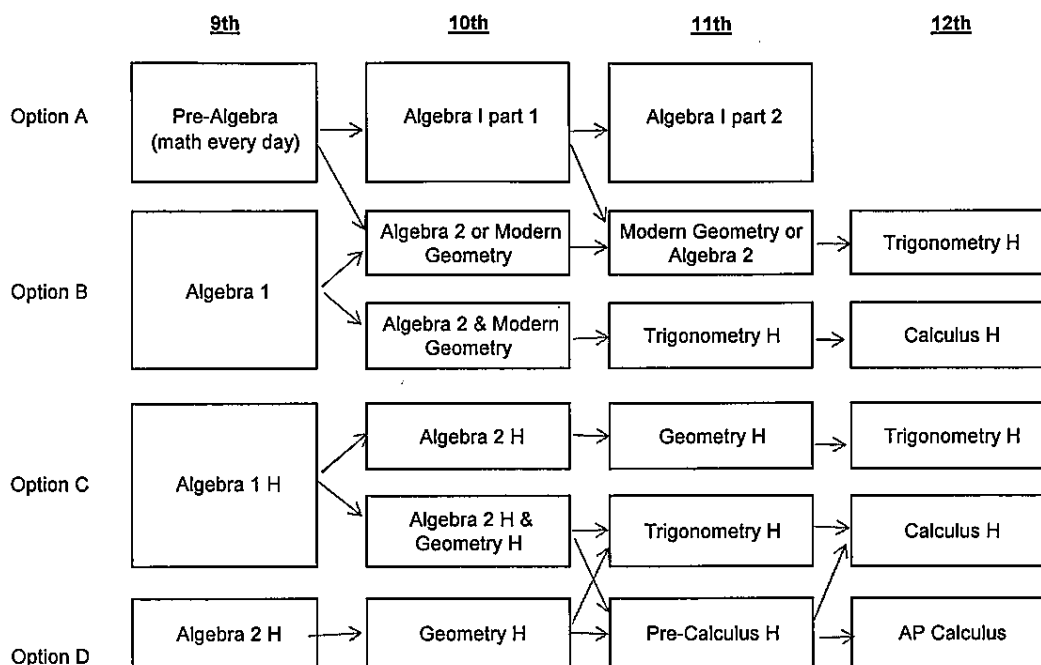 9th 10th 11th 12th
Option A
Pre-Algebra
(math every day)
Algebra I part 1
Algebra I part 2
Option B
Algebra 1
Algebra 2 or Modern
Geometry
Modern Geometry or
Algebra 2
Trigonometry H
Algebra 2 & Modern
Geometry
Trigonometry H
Calculus H
Option C
Algebra 1 H
Algebra 2 H
Geometry H
Trigonometry H
Algebra 2 H &
Geometry H
Trigonometry H
Calculus H
Option D
Algebra 2 H
Geometry H
Pre-Calculus H
AP Calculus